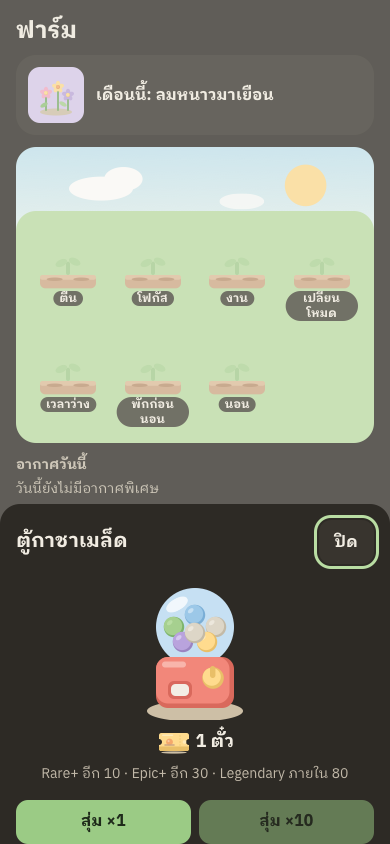 ฟาร์ม
เดือนนี้: ลมหนาวมาเยือน
ตื่น
โฟกัส
งาน
เปลี่ยน
โหมด
เวลาว่าง
พักก่อน
นอน
นอน
อากาศวันนี้
วันนี้ยังไม่มีอากาศพิเศษ
ตู้กาชาเมล็ด
ปิด
1 ตั๋ว
Rare+ อีก 10 · Epic+ อีก 30 · Legendary ภายใน 80
สุ่ม ×1
สุ่ม ×10